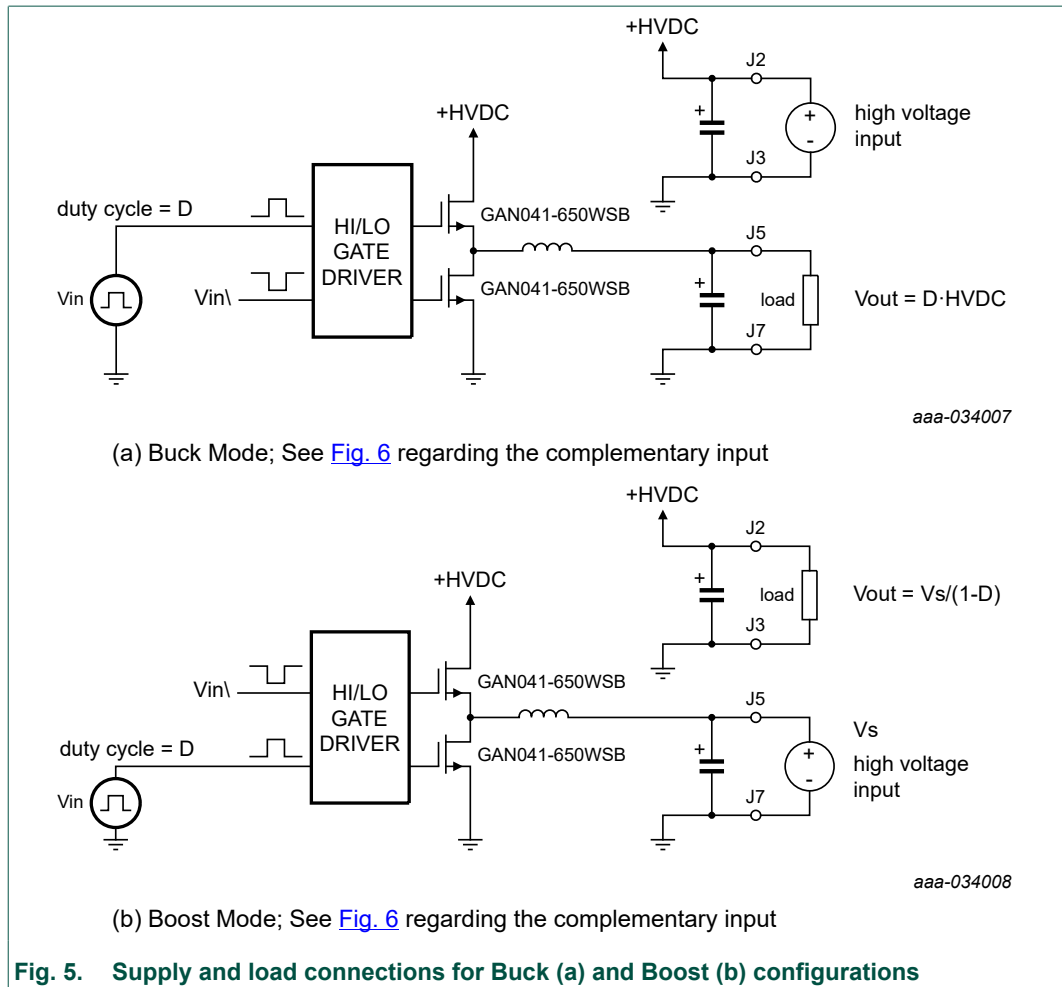 +HVDC
J2
+HVDC
+
+
-
high voltage
input
J3
duty cycle = D
HI/LO
GATE
DRIVER
GAN041-650WSB
J5
Vin
Vin\
GAN041-650WSB
+
load
Vout = D·HVDC
J7
aaa-034007
(a) Buck Mode; See Fig. 6 regarding the complementary input
+HVDC
J2
+HVDC
+
load
Vout = Vs/(1-D)
J3
Vin\
HI/LO
GATE
DRIVER
GAN041-650WSB
J5
duty cycle = D
GAN041-650WSB
Vs
Vin
+
+
-
high voltage
input
J7
aaa-034008
(b) Boost Mode; See Fig. 6 regarding the complementary input
Fig. 5. Supply and load connections for Buck (a) and Boost (b) configurations